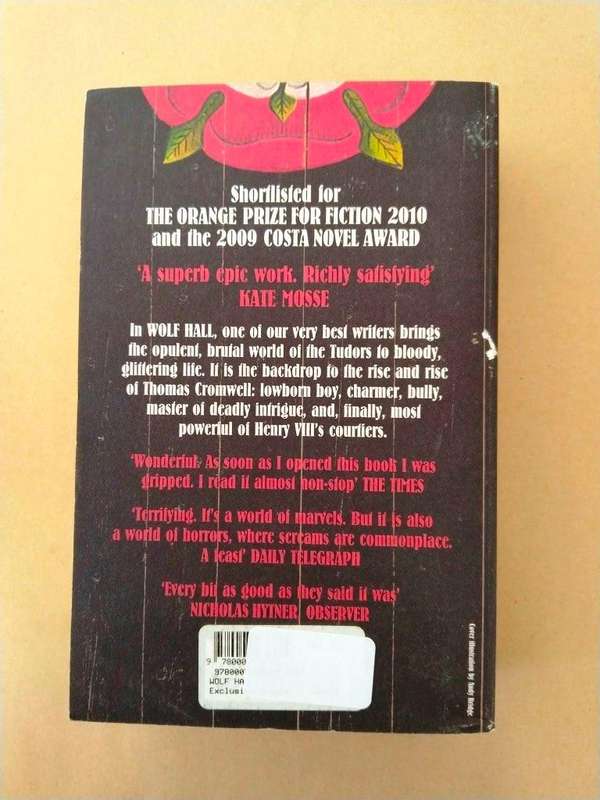 Shortlisted for
THE ORANGE PRIZE FOR FICTION 2010
and the 2009 COSTA NOVEL AWARD
'A superb epic work. Richly satisfying'
KATE MOSSE
In WOLF HALL, one of our very best writers brings
the opulent, brutal world of the Tudors to bloody,
glittering life. It is the backdrop to the rise and rise
of Thomas Cromwell: lowborn boy, charmer, bully,
master of deadly intrigue, and, finally, most
powerful of Henry VIII's courtiers.
'Wonderful. As soon as I opened this book I was
gripped. I read it almost non-stop' THE TIMES
'Terrifying. It's a world of marvels. But it is also
a world of horrors, where screams are commonplace.
A feast' DAILY TELEGRAPH
'Every bit as good as they said it was'
NICHOLAS HYTNER, OBSERVER
9 78000
978000
WOLF HA
Exclusi
Cover illustration by Andy Bridge